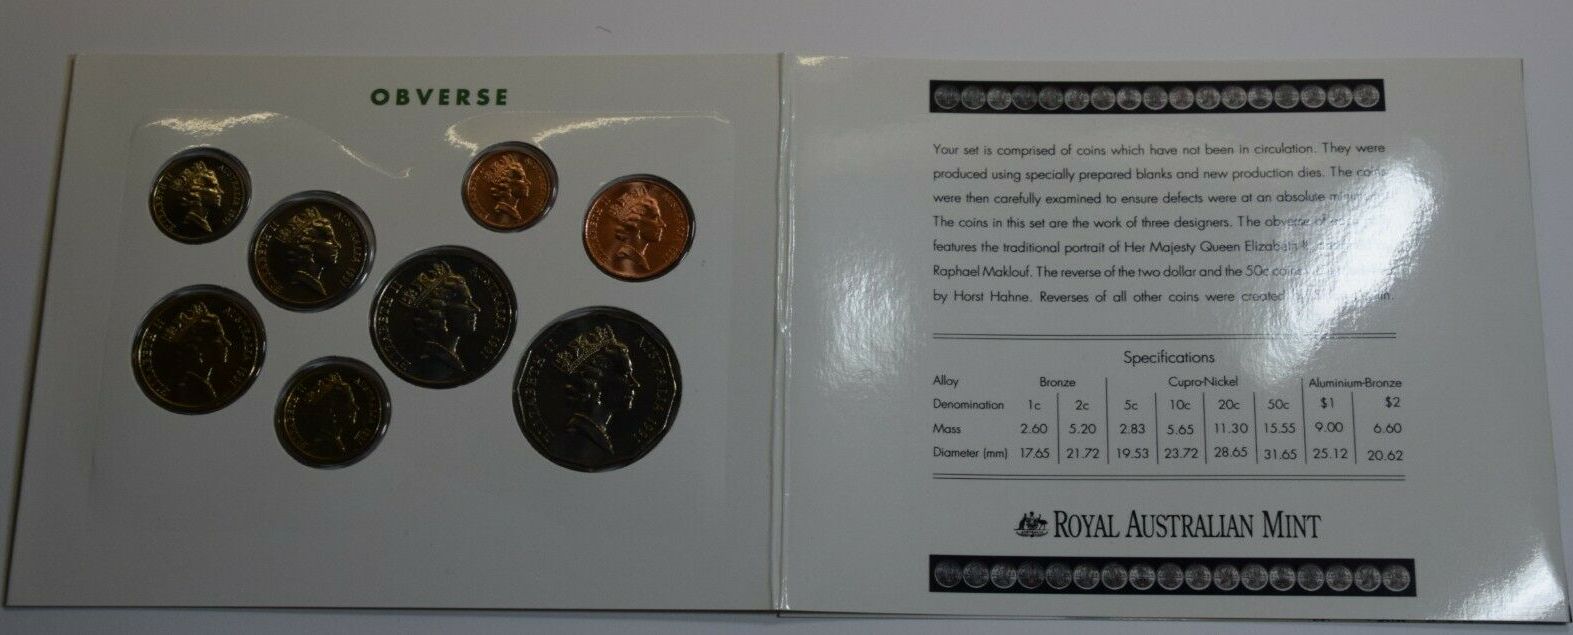 OBVERSE
ELIZABETH II AUSTRALIA 1991
Your set is comprised of coins which have not been in circulation. They were
produced using specially prepared blanks and new production dies. The coins
were then carefully examined to ensure defects were at an absolute
The coins in this set are the work of three designers. The obverse of
features the traditional portrait of Her Majesty Queen Elizabeth II
Raphael Maklouf. The reverse of the two dollar and the 50c coins
by Horst Hahne. Reverses of all other coins were created
Specifications
Alloy Bronze Cupro-Nickel Aluminium-Bronze
Denomination 1c 2c 5c 10c 20c 50c $1 $2
Mass 2.60 5.20 2.83 5.65 11.30 15.55 9.00 6.60
Diameter (mm) 17.65 21.72 19.53 23.72 28.65 31.65 25.12 20.62
ROYAL AUSTRALIAN MINT